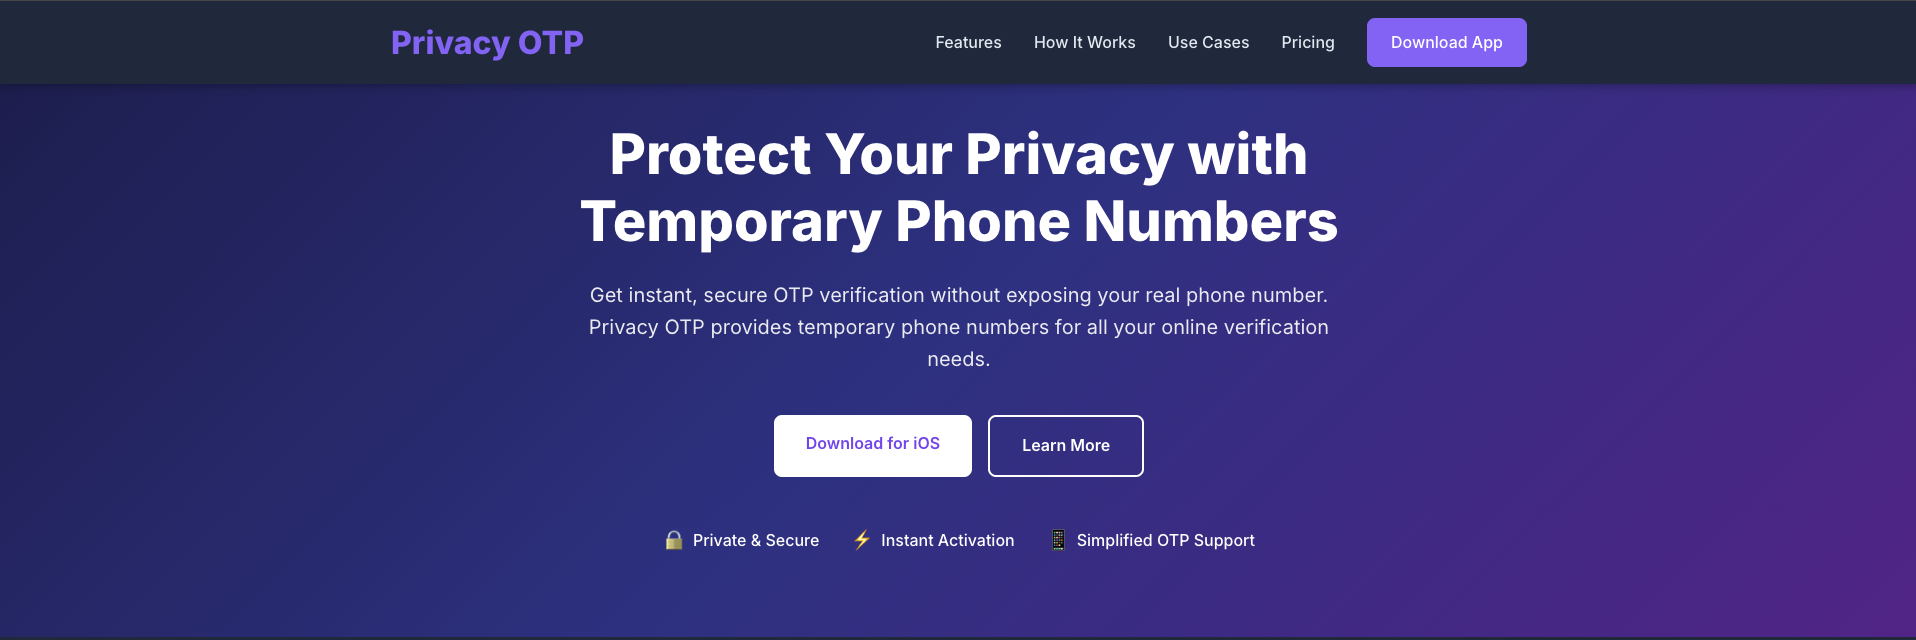 Privacy OTP
Features
How It Works
Use Cases
Pricing
Download App
Protect Your Privacy with
Temporary Phone Numbers
Get instant, secure OTP verification without exposing your real phone number.
Privacy OTP provides temporary phone numbers for all your online verification
needs.
Download for iOS
Learn More
Private & Secure
Instant Activation
Simplified OTP Support